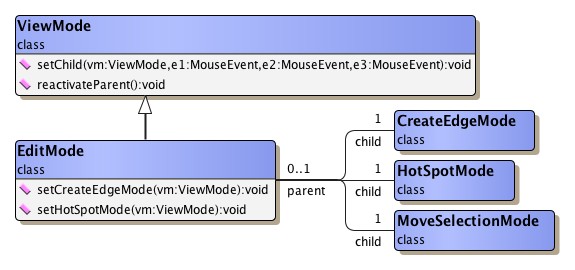 ViewMode
class
setChild(vm:ViewMode,e1:MouseEvent,e2:MouseEvent,e3:MouseEvent):void
reactivateParent():void
EditMode
class
setCreateEdgeMode(vm:ViewMode):void
setHotSpotMode(vm:ViewMode):void
0..1
parent
1
child
CreateEdgeMode
class
1
child
HotSpotMode
class
1
child
MoveSelectionMode
class